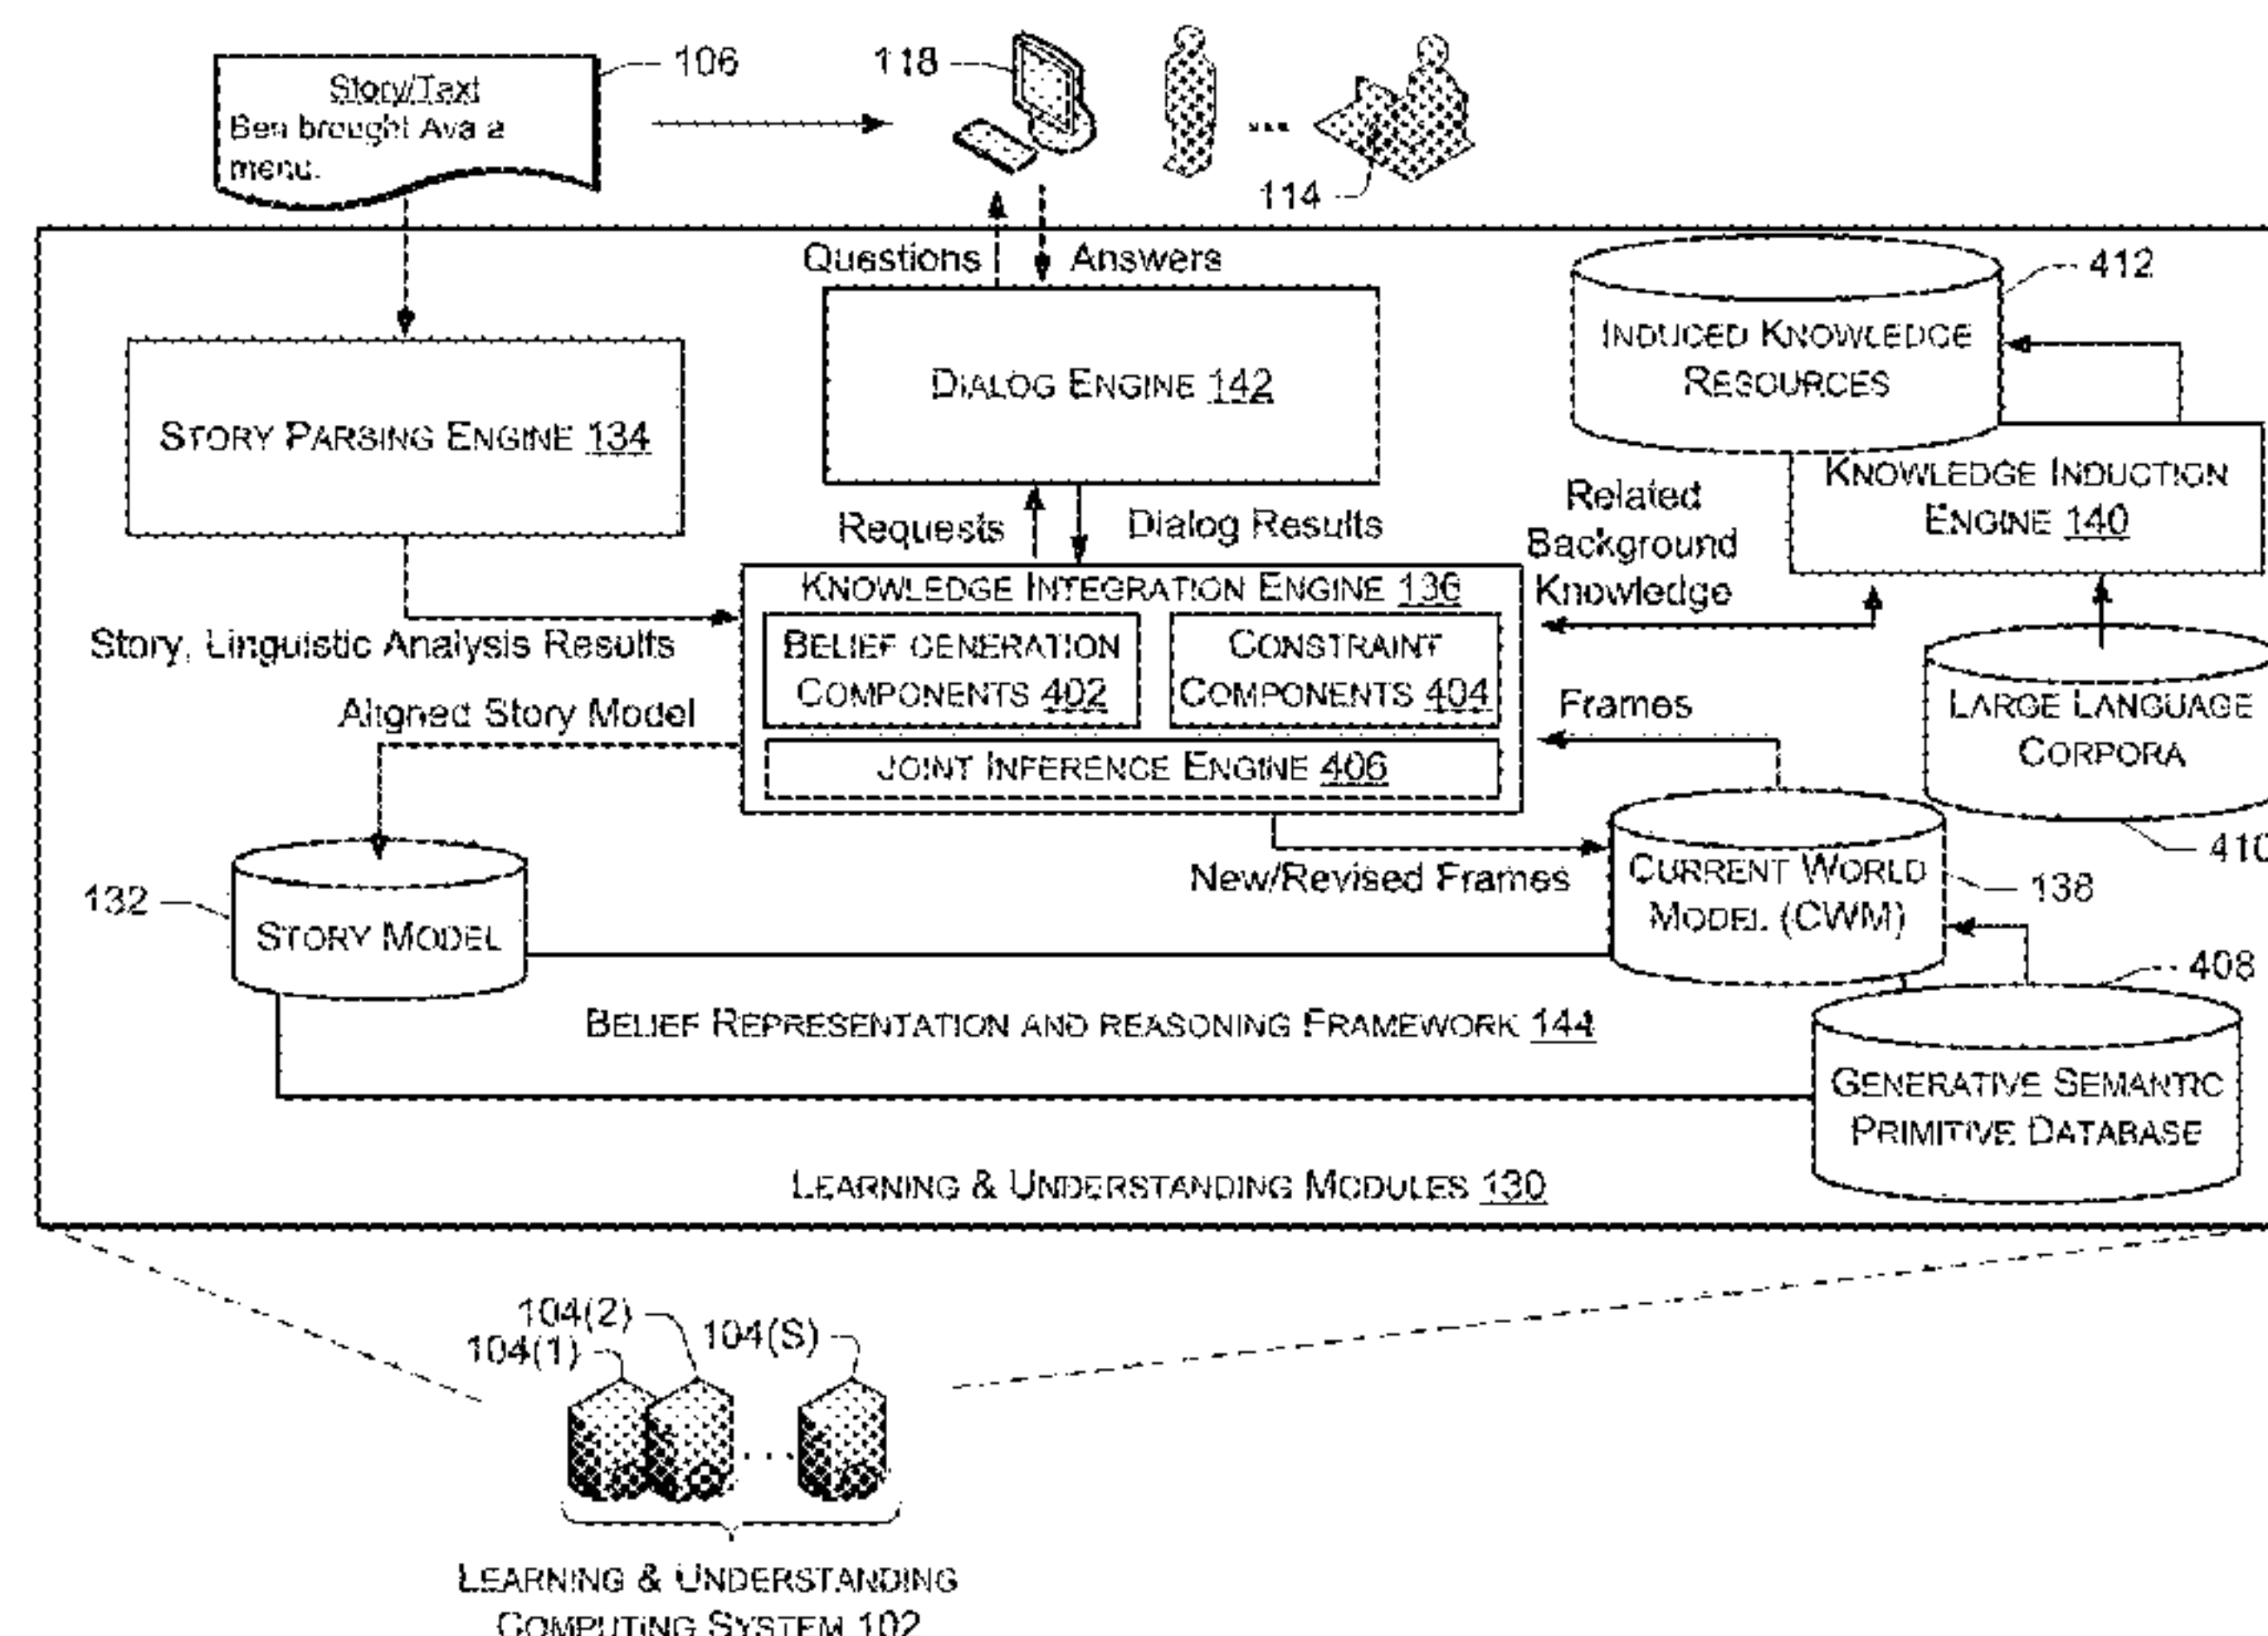 106
118
Story/Text
Ben brought Ava a
menu.
...
114
Questions
Answers
412
INDUCED KNOWLEDGE
RESOURCES
DIALOG ENGINE 142
STORY PARSING ENGINE 134
KNOWLEDGE INDUCTION
ENGINE 140
Related
Background
Knowledge
Requests
Dialog Results
KNOWLEDGE INTEGRATION ENGINE 136
BELIEF GENERATION
COMPONENTS 402
CONSTRAINT
COMPONENTS 404
JOINT INFERENCE ENGINE 406
Story, Linguistic Analysis Results
Aligned Story Model
Frames
LARGE LANGUAGE
CORPORA
410
New/Revised Frames
CURRENT WORLD
MODEL (CWM)
138
132
STORY MODEL
408
BELIEF REPRESENTATION AND REASONING FRAMEWORK 144
GENERATIVE SEMANTIC
PRIMITIVE DATABASE
LEARNING & UNDERSTANDING MODULES 130
104(2)
104(1)
104(S)
...
LEARNING & UNDERSTANDING
COMPUTING SYSTEM 102